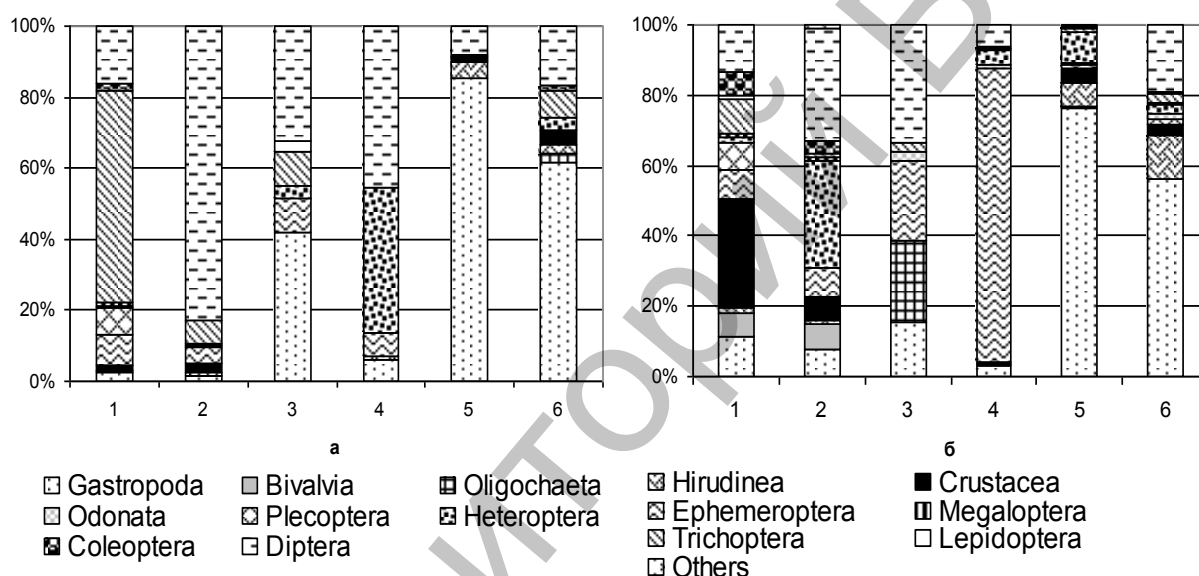 100%
80%
60%
40%
20%
0%
1 2 3 4 5 6
а
100%
80%
60%
40%
20%
0%
1 2 3 4 5 6
б
Gastropoda Bivalvia Oligochaeta
Odonata Plecoptera Heteroptera
Coleoptera Diptera
Hirudinea Crustacea
Ephemeroptera Megaloptera
Trichoptera Lepidoptera
Others
иторий